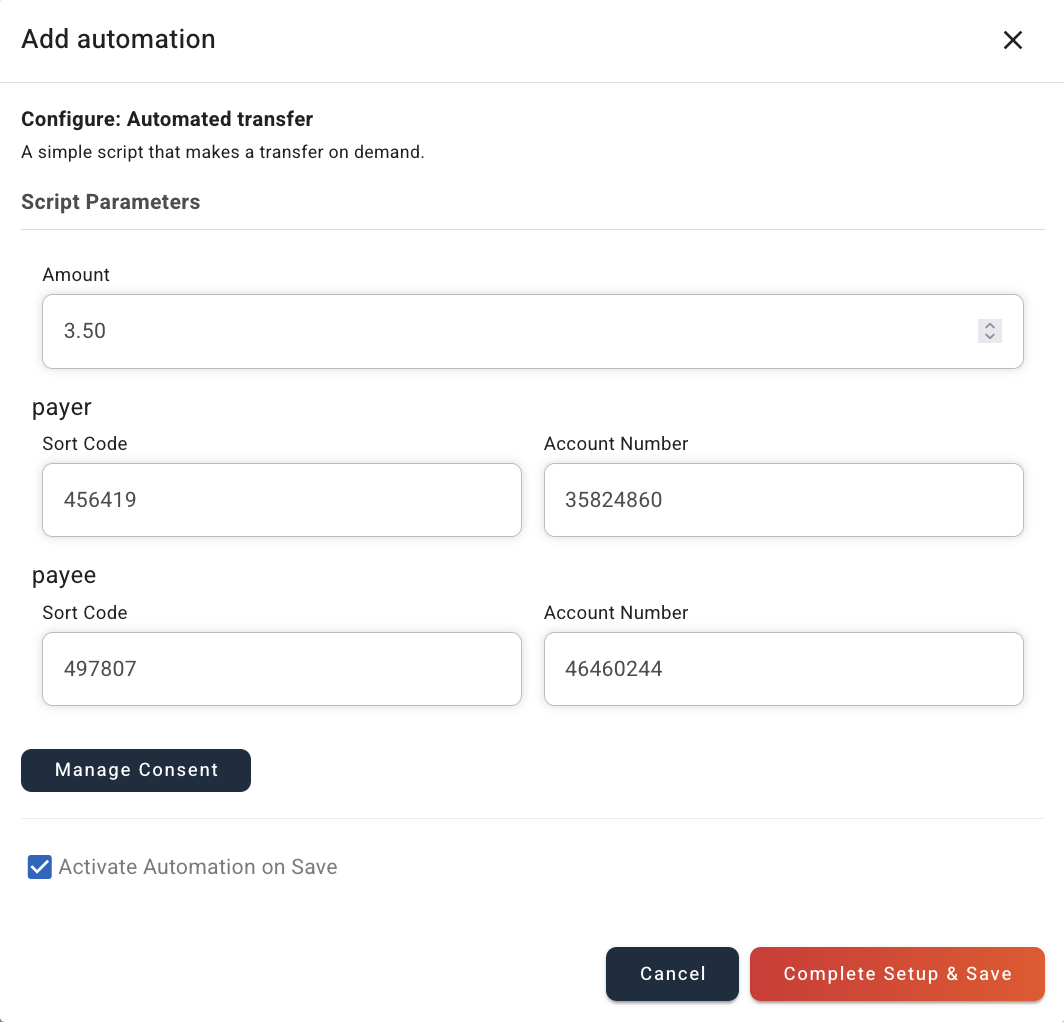 Add automation
Configure: Automated transfer
A simple script that makes a transfer on demand.
Script Parameters
Amount
3.50
payer
Sort Code Account Number
456419 35824860
payee
Sort Code Account Number
497807 46460244
Manage Consent
Activate Automation on Save
Cancel Complete Setup & Save